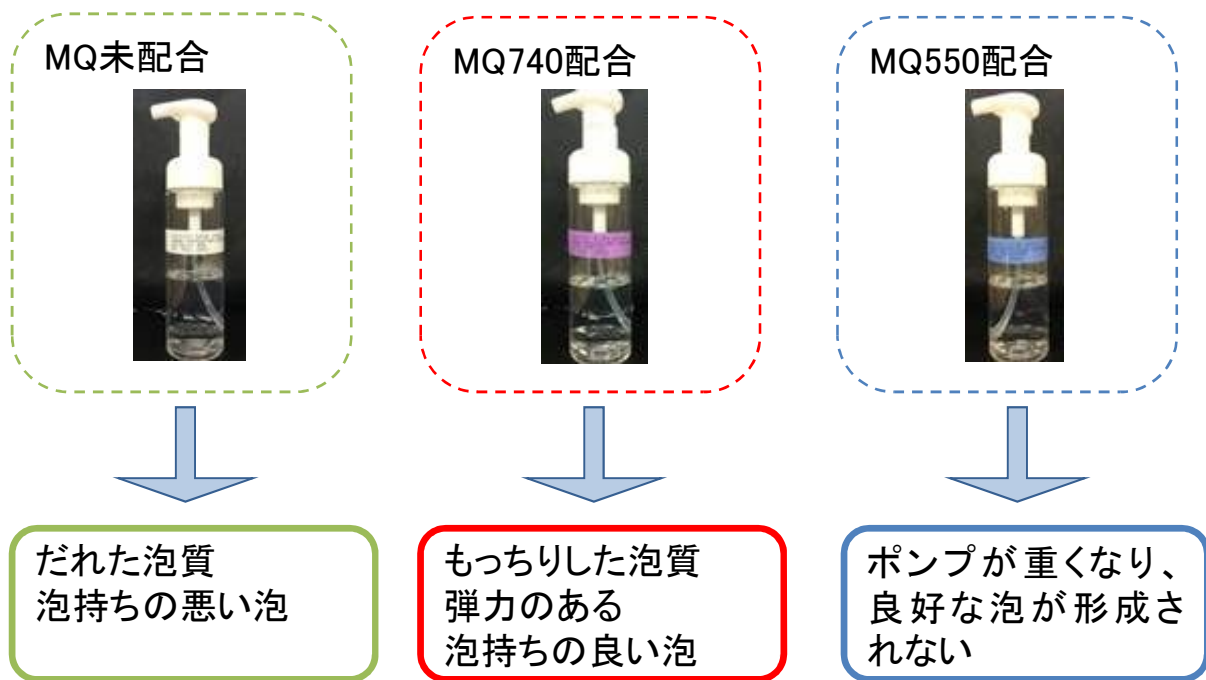 MQ未配合
MQ740配合
MQ550配合
だれた泡質
泡持ちの悪い泡
もっちりした泡質
弾力のある
泡持ちの良い泡
ポンプが重くなり、
良好な泡が形成さ
れない